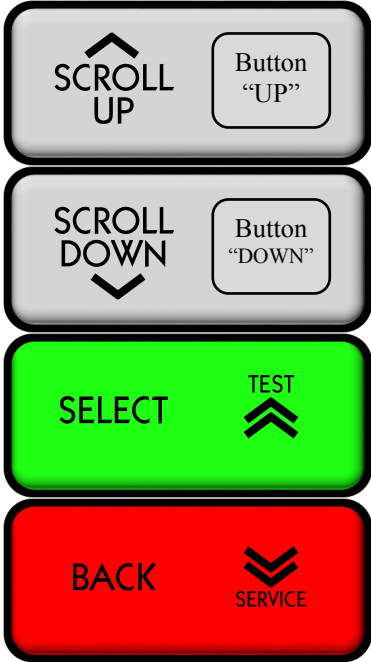 SCROLL
UP
Button
“UP”
SCROLL
DOWN
Button
“DOWN”
SELECT
TEST
BACK
SERVICE